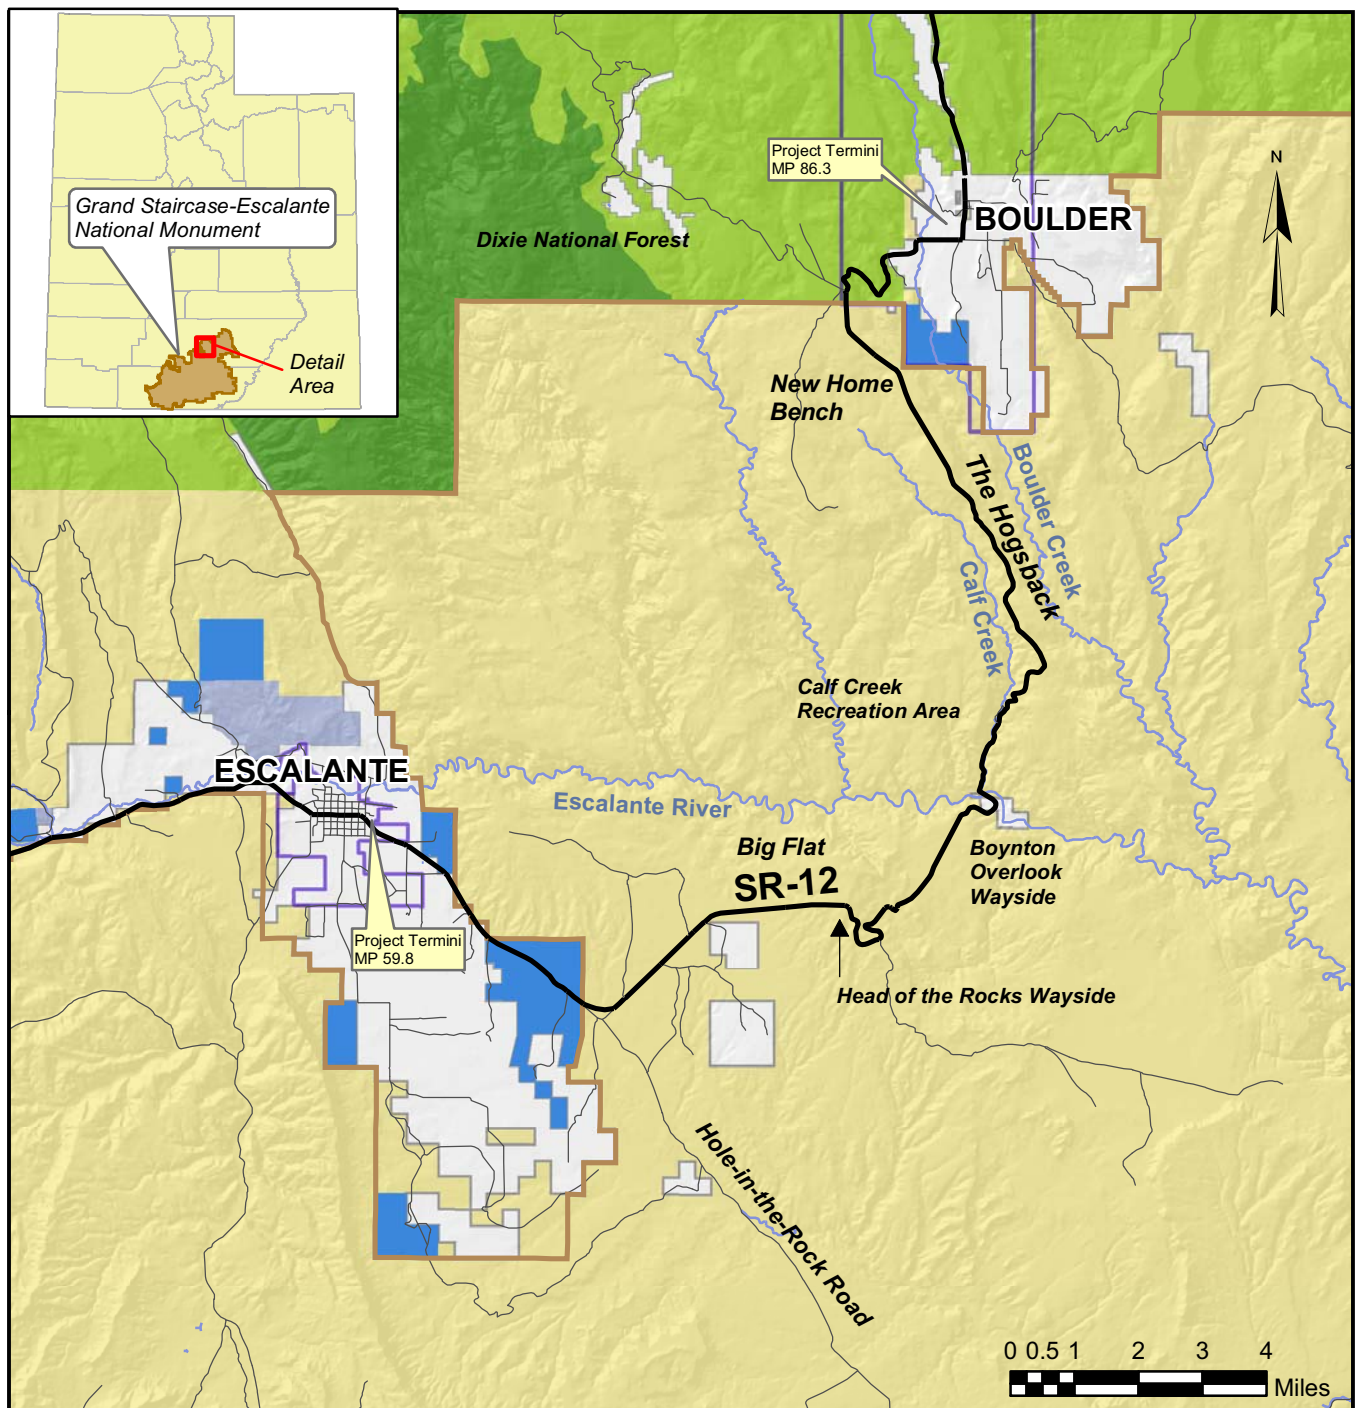 Grand Staircase-Escalante
National Monument
Detail
Area
Project Termini
MP 86.3
N
BOULDER
Dixie National Forest
New Home
Bench
The Hogsback
Boulder Creek
Calf Creek
Calf Creek
Recreation Area
ESCALANTE
Escalante River
Big Flat
SR-12
Boynton
Overlook
Wayside
Project Termini
MP 59.8
Head of the Rocks Wayside
Hole-in-the-Rock Road
0 0.5 1 2 3 4
Miles